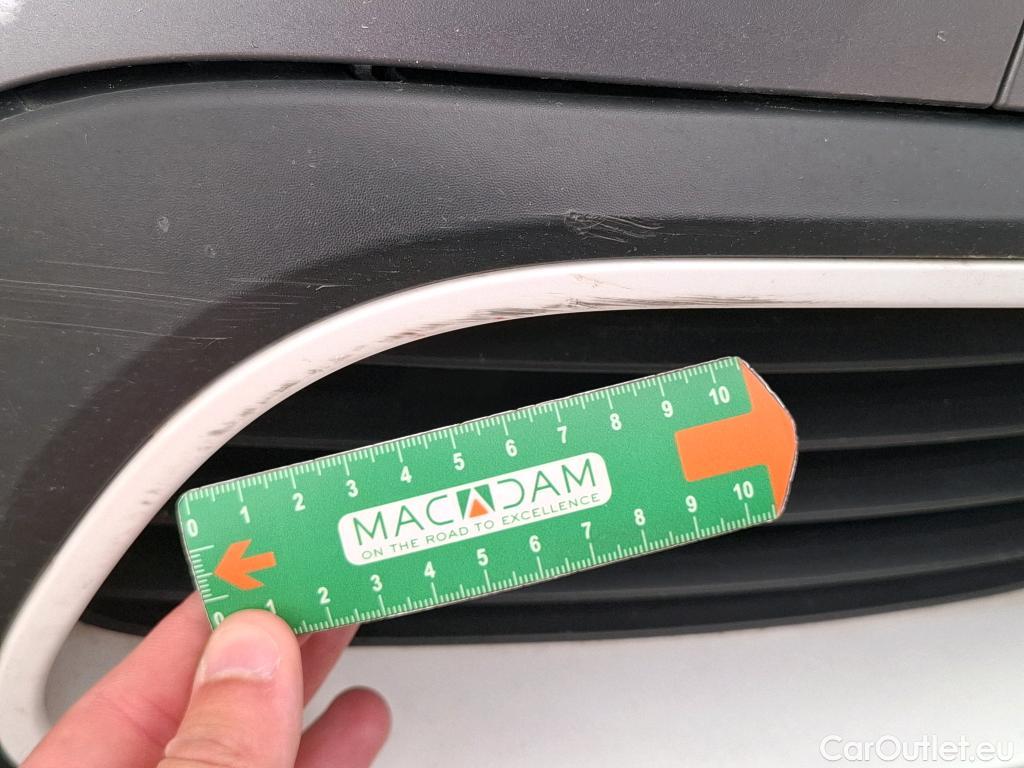 0 1 2 3 4 5 6 7 8 9 10
MACADAM
ON THE ROAD TO EXCELLENCE
0 1 2 3 4 5 6 7 8 9 10
CarOutlet.eu